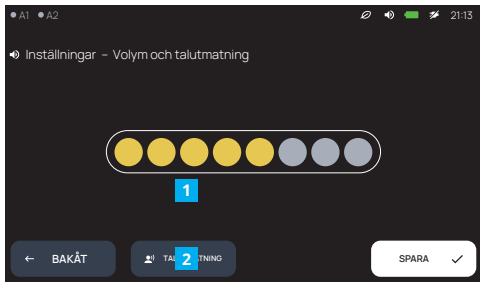 A1 A2 21:13
Inställningar – Volym och talutmatning
1
← BAKÅT 2 SPARA